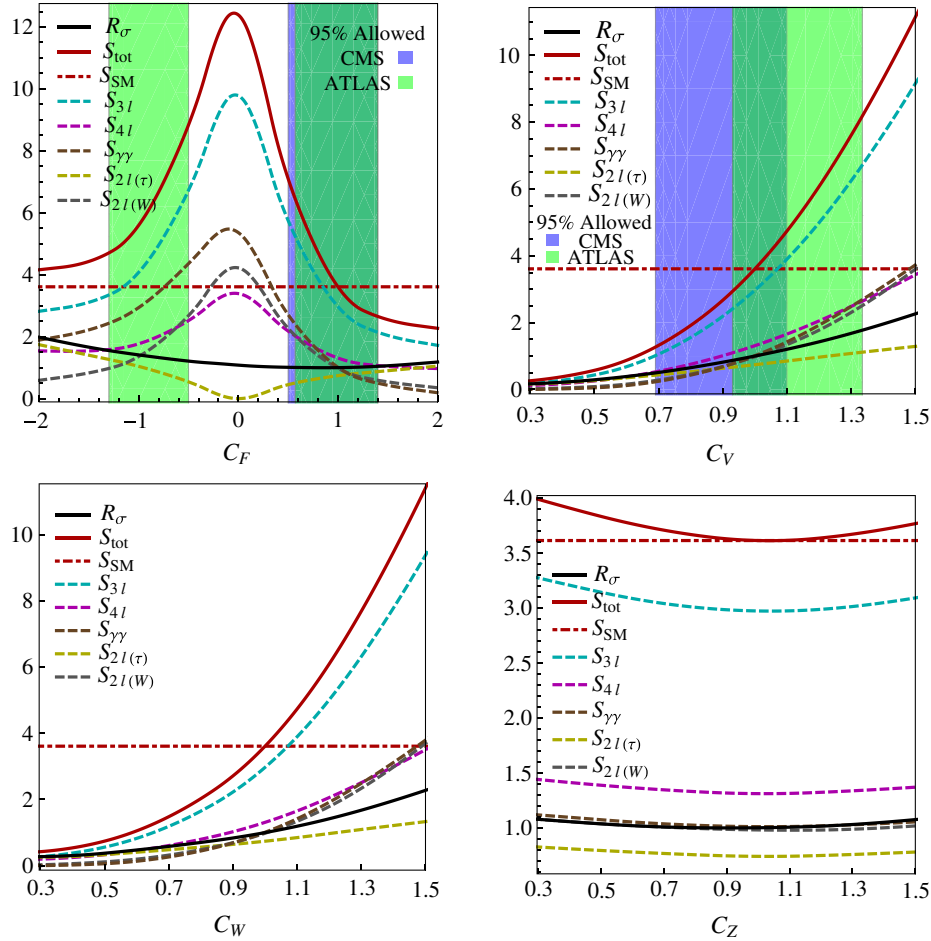 12
10
8
6
4
2
0
R_σ
S_tot
S_SM
S_3l
S_4l
S_γγ
S_2l(τ)
S_2l(W)
95% Allowed
CMS
ATLAS
−2 −1 0 1 2
C_F
10
8
6
4
2
0
R_σ
S_tot
S_SM
S_3l
S_4l
S_γγ
S_2l(τ)
S_2l(W)
95% Allowed
CMS
ATLAS
0.3 0.5 0.7 0.9 1.1 1.3 1.5
C_V
10
8
6
4
2
0
R_σ
S_tot
S_SM
S_3l
S_4l
S_γγ
S_2l(τ)
S_2l(W)
0.3 0.5 0.7 0.9 1.1 1.3 1.5
C_W
4.0
3.5
3.0
2.5
2.0
1.5
1.0
R_σ
S_tot
S_SM
S_3l
S_4l
S_γγ
S_2l(τ)
S_2l(W)
0.3 0.5 0.7 0.9 1.1 1.3 1.5
C_Z